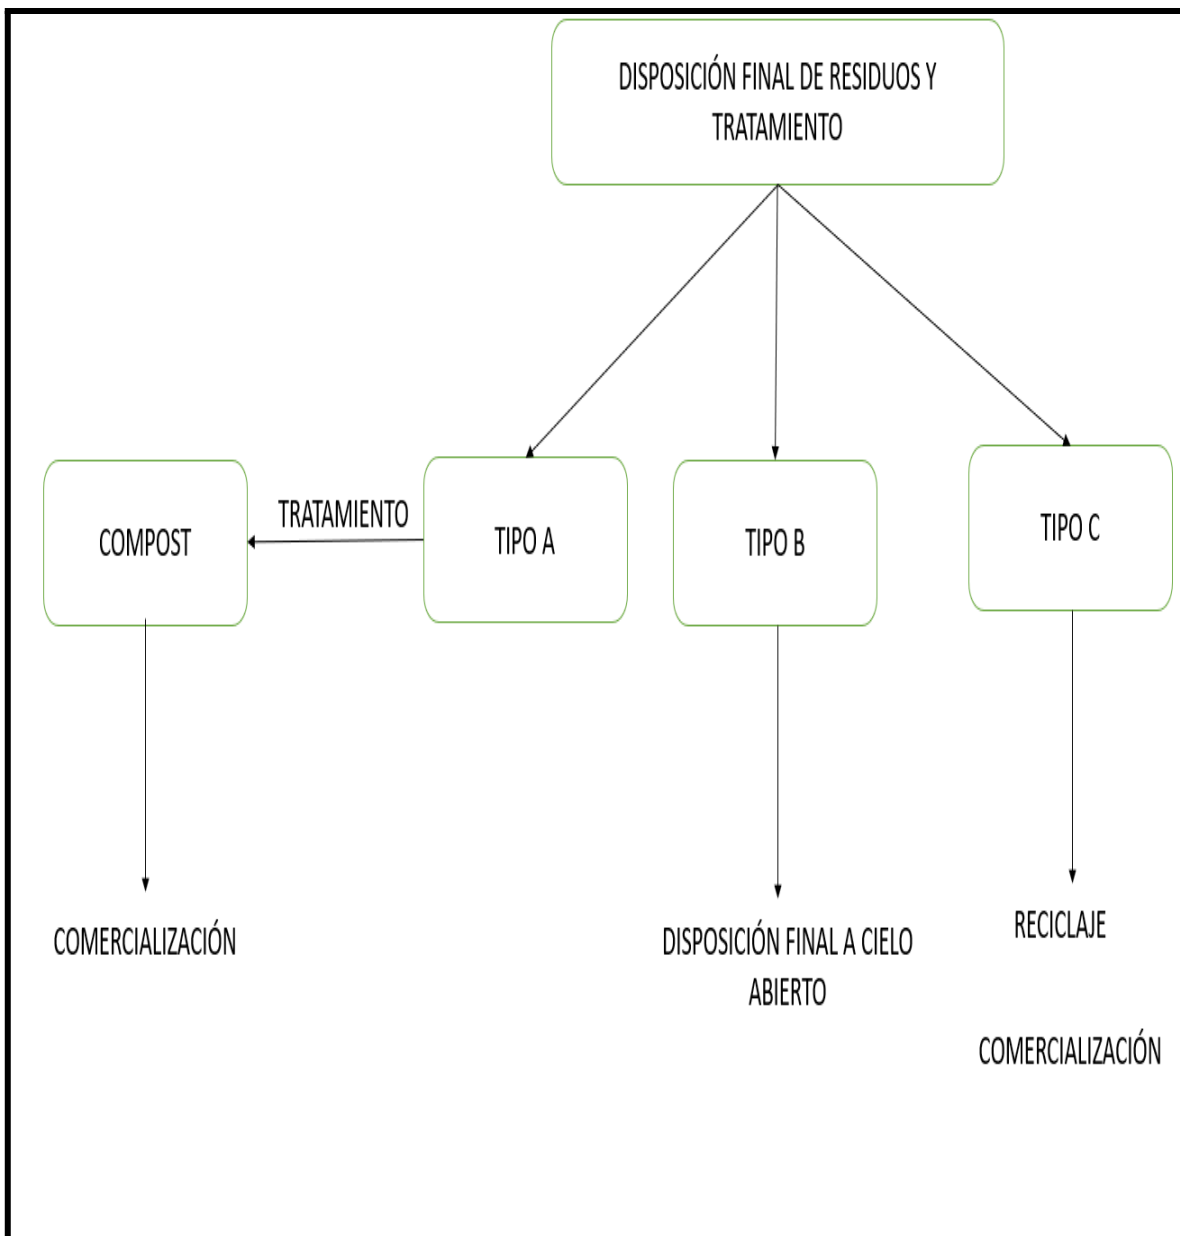 DISPOSICIÓN FINAL DE RESIDUOS Y
TRATAMIENTO
COMPOST
TRATAMIENTO
TIPO A
TIPO B
TIPO C
COMERCIALIZACIÓN
DISPOSICIÓN FINAL A CIELO
ABIERTO
RECICLAJE
COMERCIALIZACIÓN